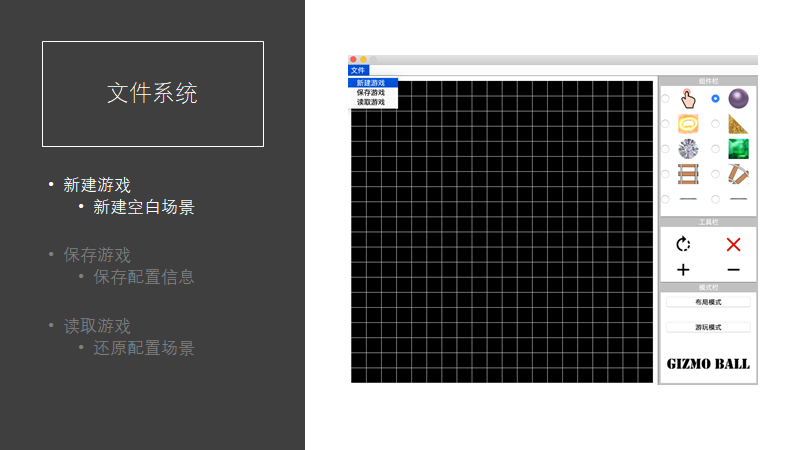 文件系统
• 新建游戏
• 新建空白场景
• 保存游戏
• 保存配置信息
• 读取游戏
• 还原配置场景
文件
新建游戏
保存游戏
读取游戏
组件栏
工具栏
模式栏
布局模式
游玩模式
GIZMO BALL